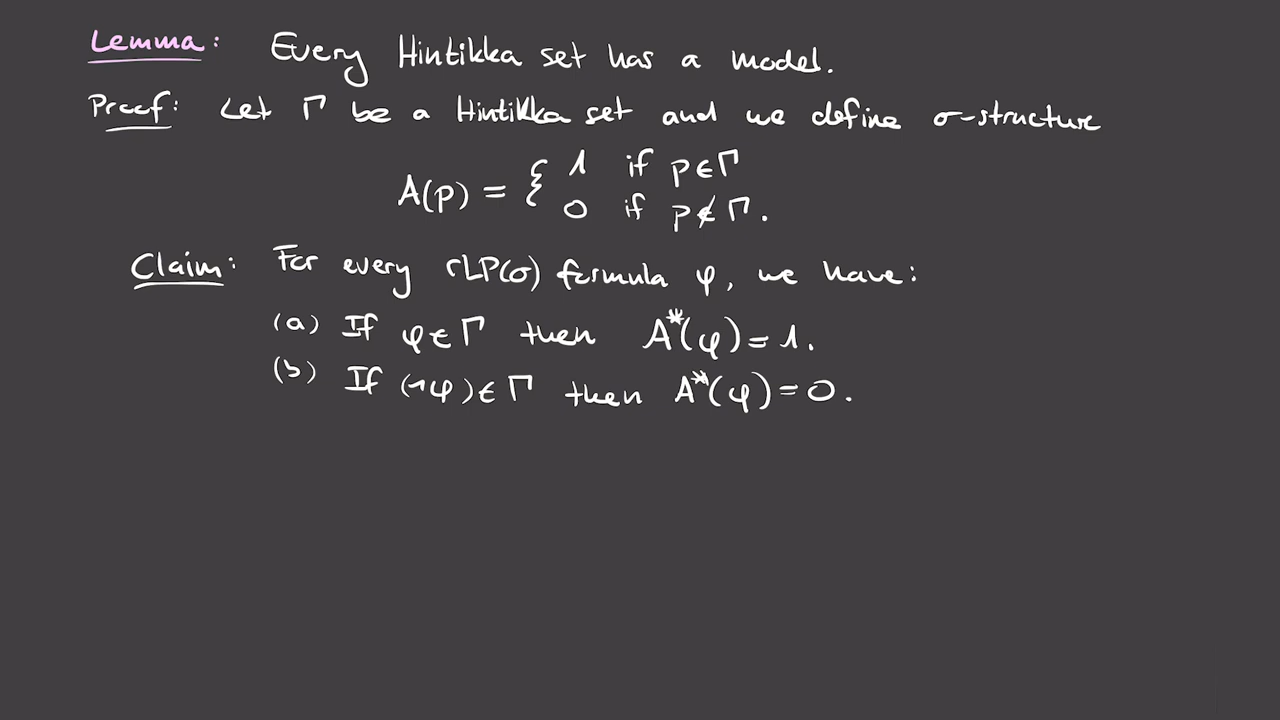 Lemma: Every Hintikka set has a model.
Proof: Let Γ be a Hintikka set and we define σ-structure
A(p) = { 1 if p∈Γ
0 if p∉Γ.
Claim: For every rLP(σ) formula φ, we have:
(a) If φ∈Γ then A*(φ)=1.
(b) If (¬φ)∈Γ then A*(φ)=0.